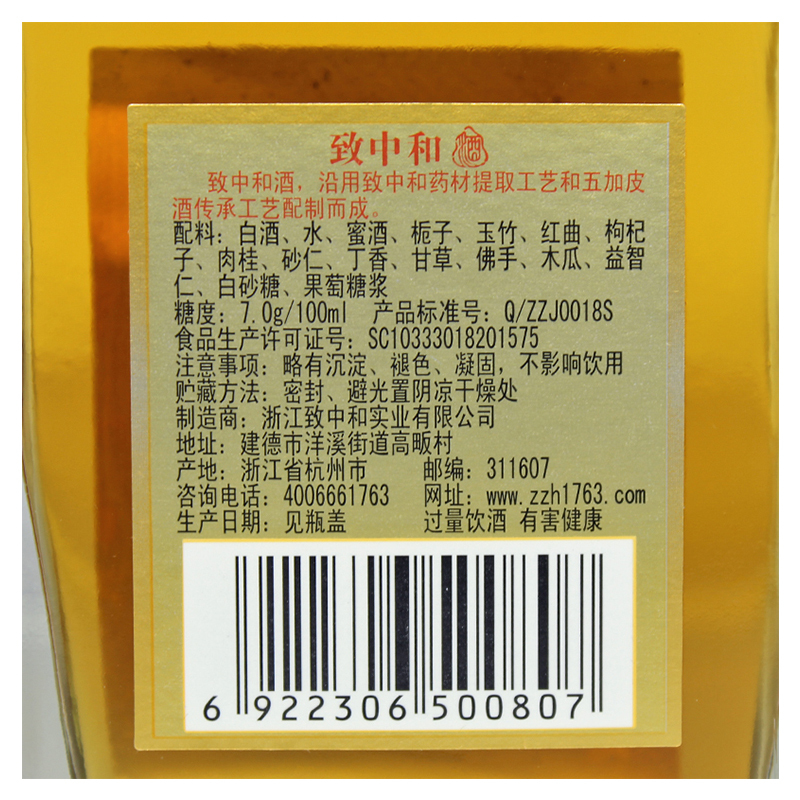 致中和 酒
致中和酒，沿用致中和药材提取工艺和五加皮
酒传承工艺配制而成。
配料：白酒、水、蜜酒、栀子、玉竹、红曲、枸杞
子、肉桂、砂仁、丁香、甘草、佛手、木瓜、益智
仁、白砂糖、果葡糖浆
糖度：7.0g/100ml 产品标准号：Q/ZZJ0018S
食品生产许可证号：SC10333018201575
注意事项：略有沉淀、褪色、凝固，不影响饮用
贮藏方法：密封、避光置阴凉干燥处
制造商：浙江致中和实业有限公司
地址：建德市洋溪街道高畈村
产地：浙江省杭州市 邮编：311607
咨询电话：4006661763 网址：www.zzh1763.com
生产日期：见瓶盖 过量饮酒 有害健康
6 922306 500807